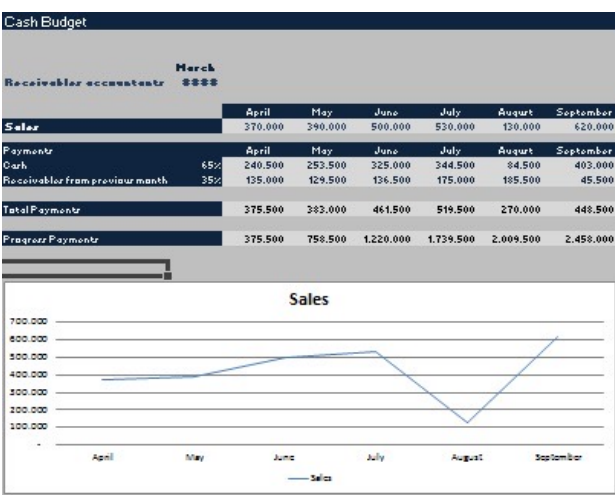 Cash Budget
March
Receivables accountants ####
April May June July August September
Sales 370.000 390.000 500.000 530.000 130.000 620.000
Payments April May June July August September
Cash 65% 240.500 253.500 325.000 344.500 84.500 403.000
Receivables from previous month 35% 135.000 129.500 136.500 175.000 185.500 45.500
Total Payments 375.500 383.000 461.500 519.500 270.000 448.500
Progress Payments 375.500 758.500 1.220.000 1.739.500 2.009.500 2.458.000
Sales
700.000
600.000
500.000
400.000
300.000
200.000
100.000
-
April May June July August September
Sales